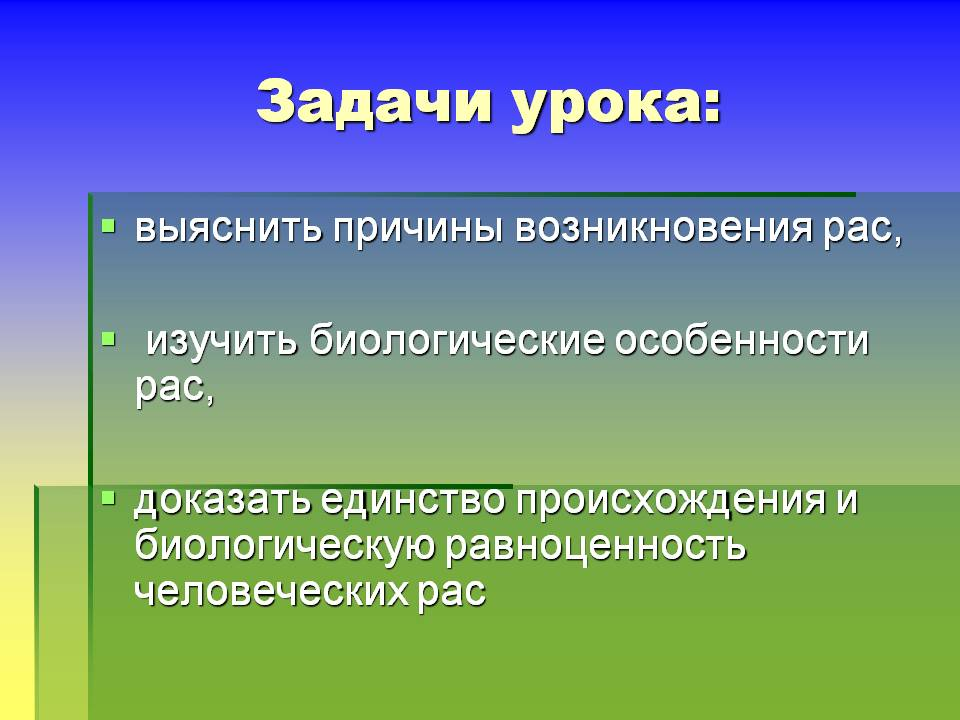 Задачи урока:
выяснить причины возникновения рас,
изучить биологические особенности
рас,
доказать единство происхождения и
биологическую равноценность
человеческих рас